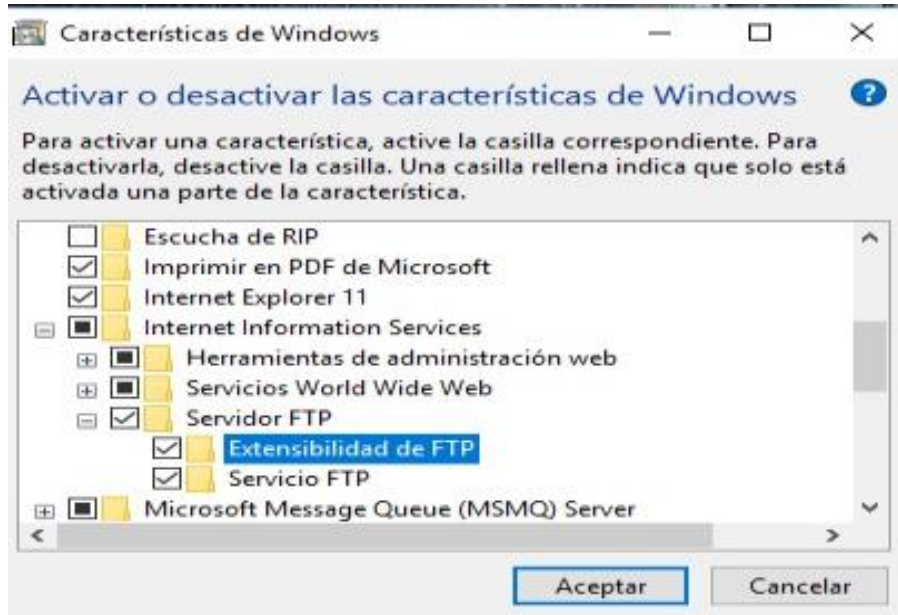 Características de Windows
Activar o desactivar las características de Windows
Para activar una característica, active la casilla correspondiente. Para
desactivarla, desactive la casilla. Una casilla rellena indica que solo está
activada una parte de la característica.
Escucha de RIP
Imprimir en PDF de Microsoft
Internet Explorer 11
Internet Information Services
Herramientas de administración web
Servicios World Wide Web
Servidor FTP
Extensibilidad de FTP
Servicio FTP
Microsoft Message Queue (MSMQ) Server
Aceptar Cancelar